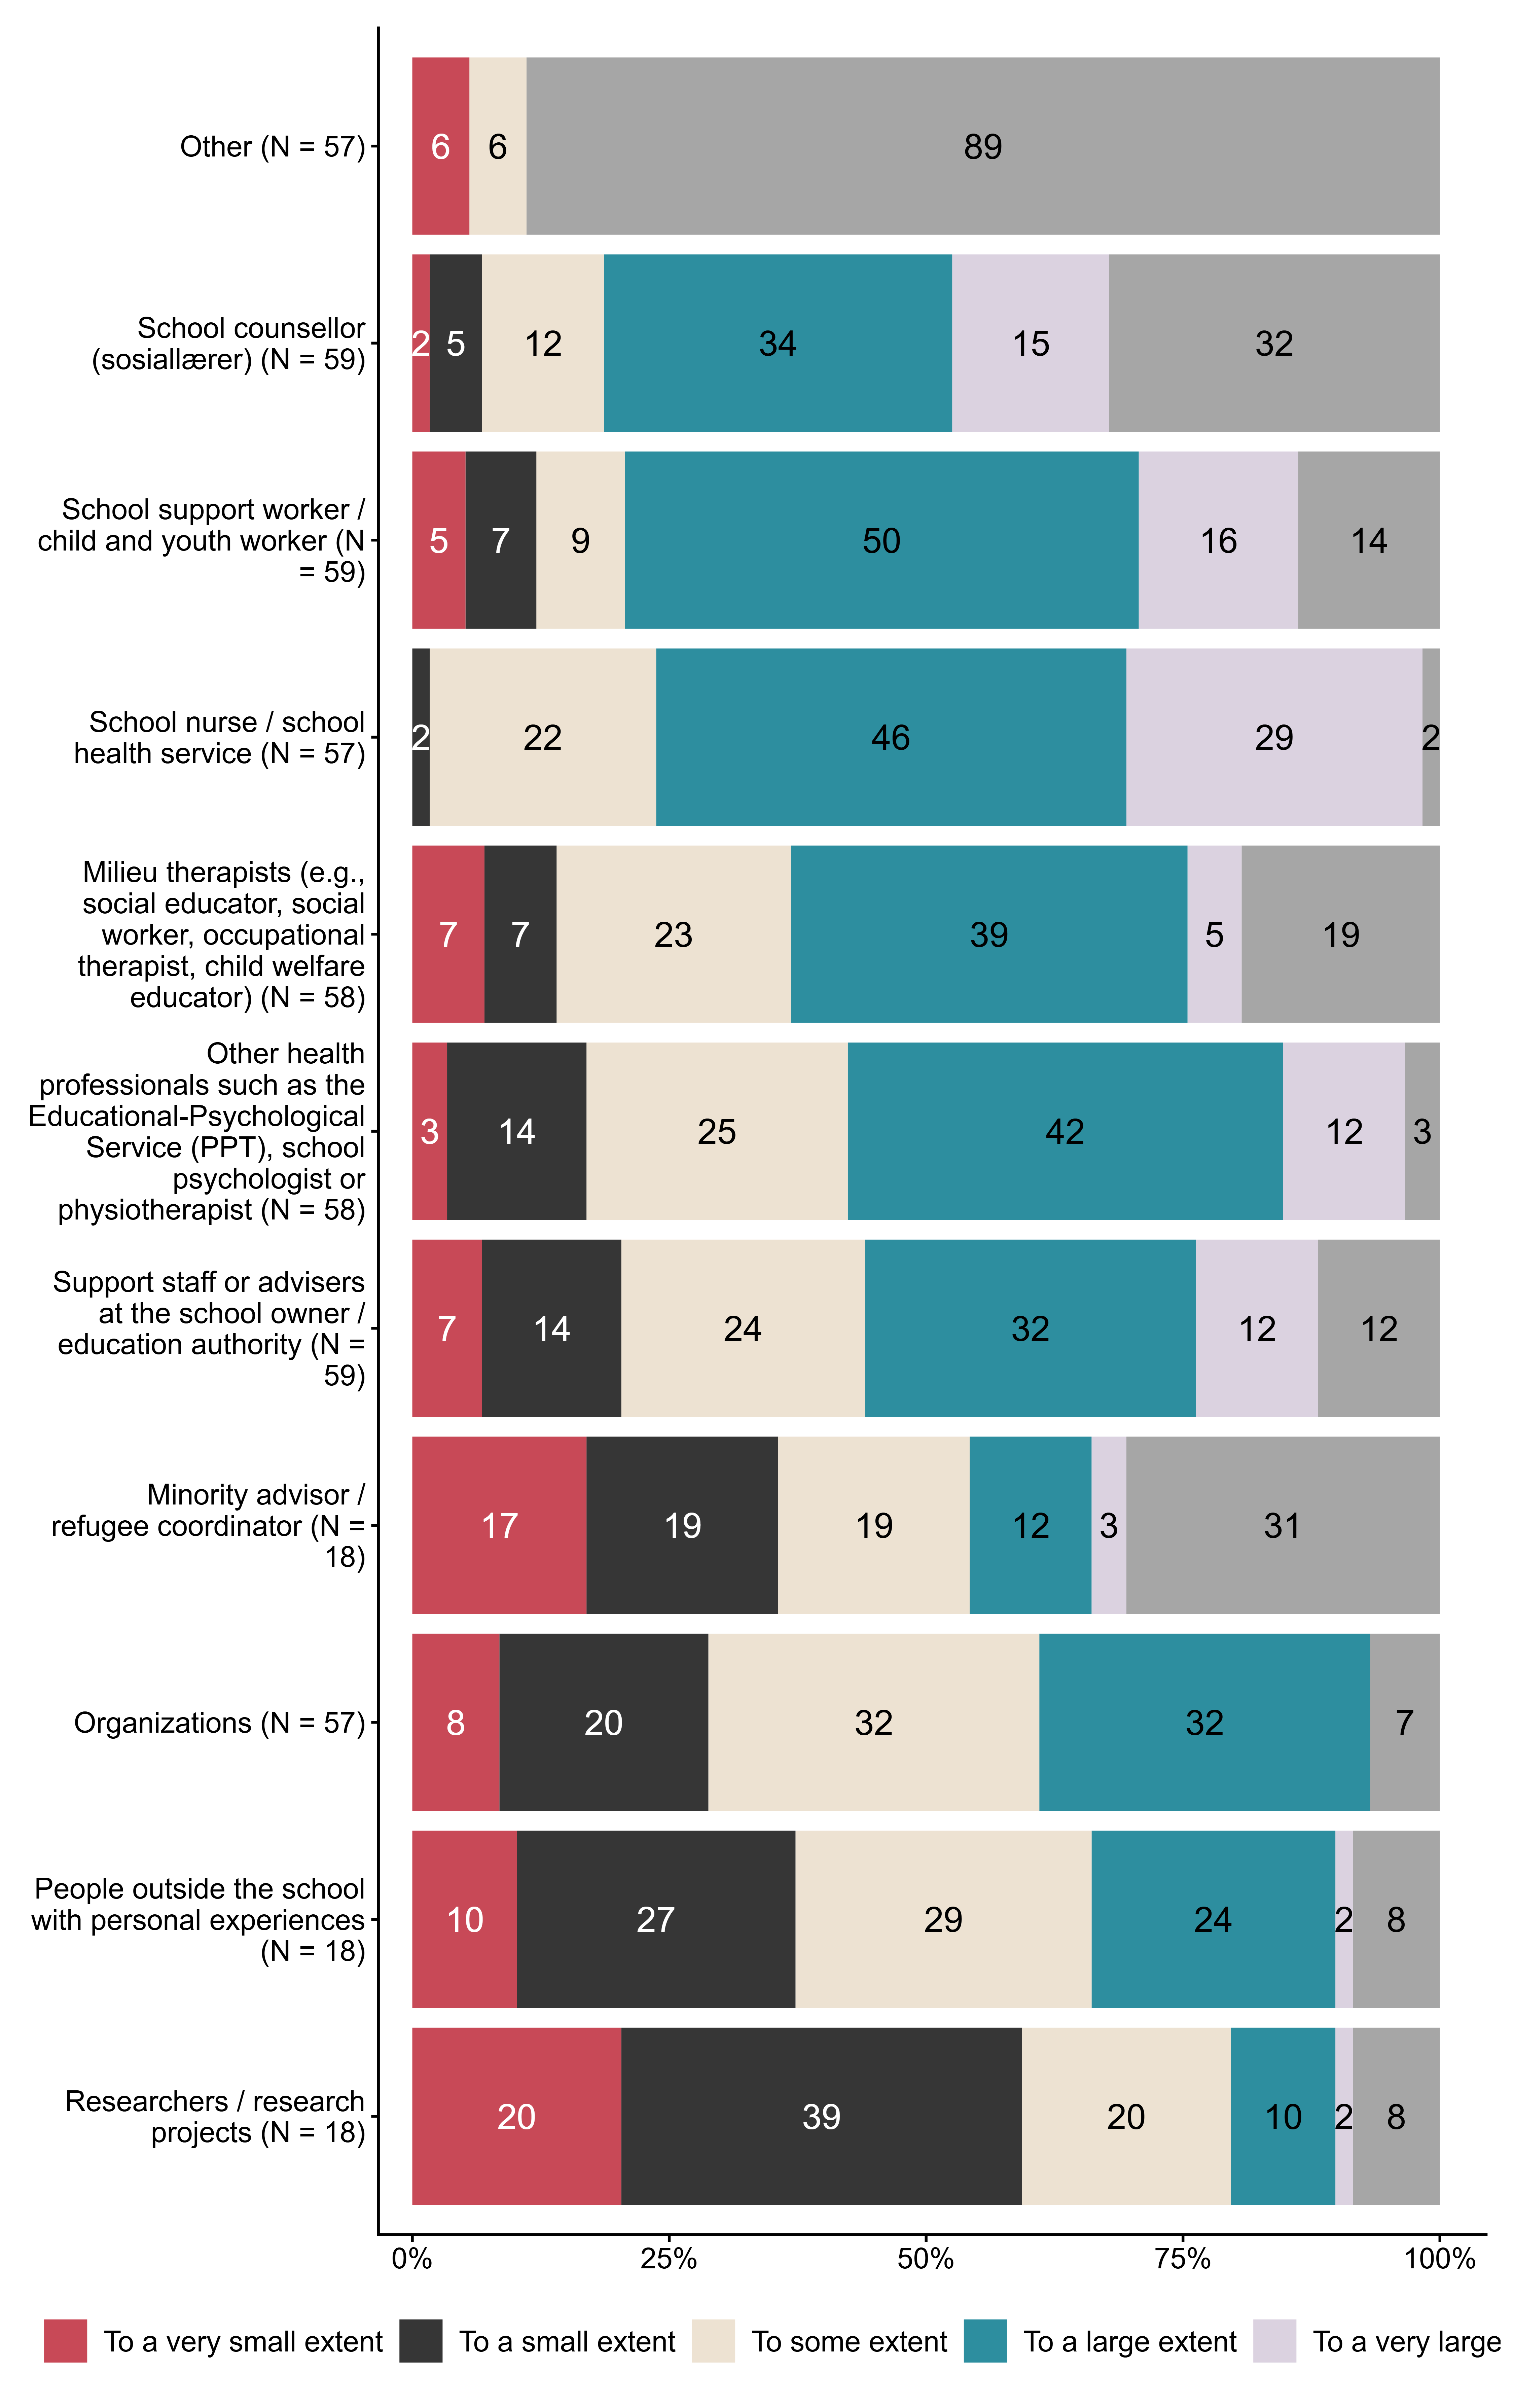 Other (N = 57)
6 6 89
School counsellor
(sosiallærer) (N = 59)
2 5 12 34 15 32
School support worker /
child and youth worker (N
= 59)
5 7 9 50 16 14
School nurse / school
health service (N = 57)
2 22 46 29 2
Milieu therapists (e.g.,
social educator, social
worker, occupational
therapist, child welfare
educator) (N = 58)
7 7 23 39 5 19
Other health
professionals such as the
Educational-Psychological
Service (PPT), school
psychologist or
physiotherapist (N = 58)
3 14 25 42 12 3
Support staff or advisers
at the school owner /
education authority (N =
59)
7 14 24 32 12 12
Minority advisor /
refugee coordinator (N =
18)
17 19 19 12 3 31
Organizations (N = 57)
8 20 32 32 7
People outside the school
with personal experiences
(N = 18)
10 27 29 24 2 8
Researchers / research
projects (N = 18)
20 39 20 10 2 8
0% 25% 50% 75% 100%
To a very small extent To a small extent To some extent To a large extent To a very large